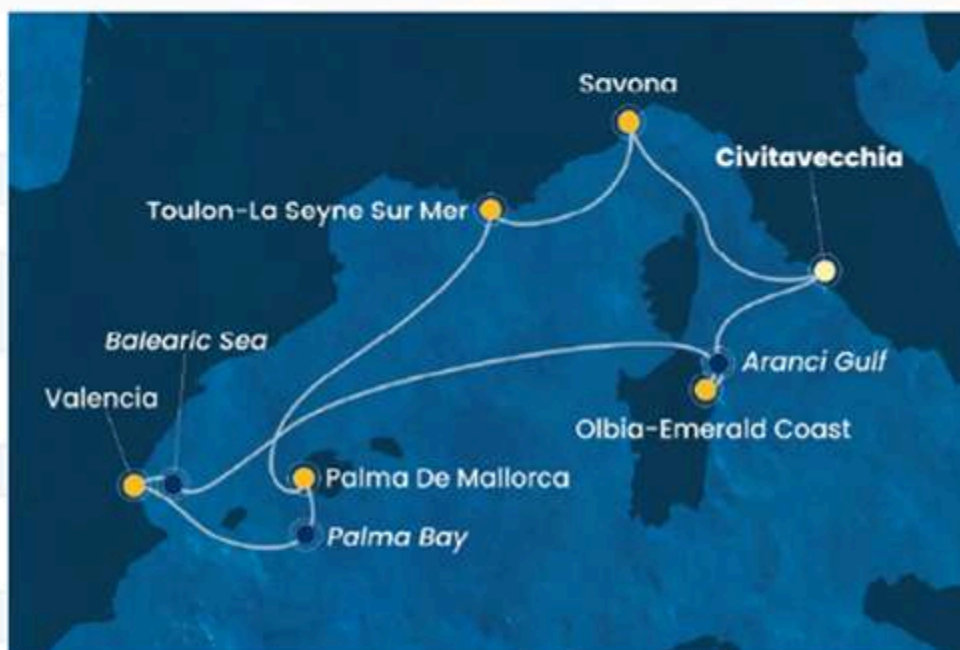 Savona
Civitavecchia
Toulon-La Seyne Sur Mer
Balearic Sea
Aranci Gulf
Valencia
Olbia-Emerald Coast
Palma De Mallorca
Palma Bay